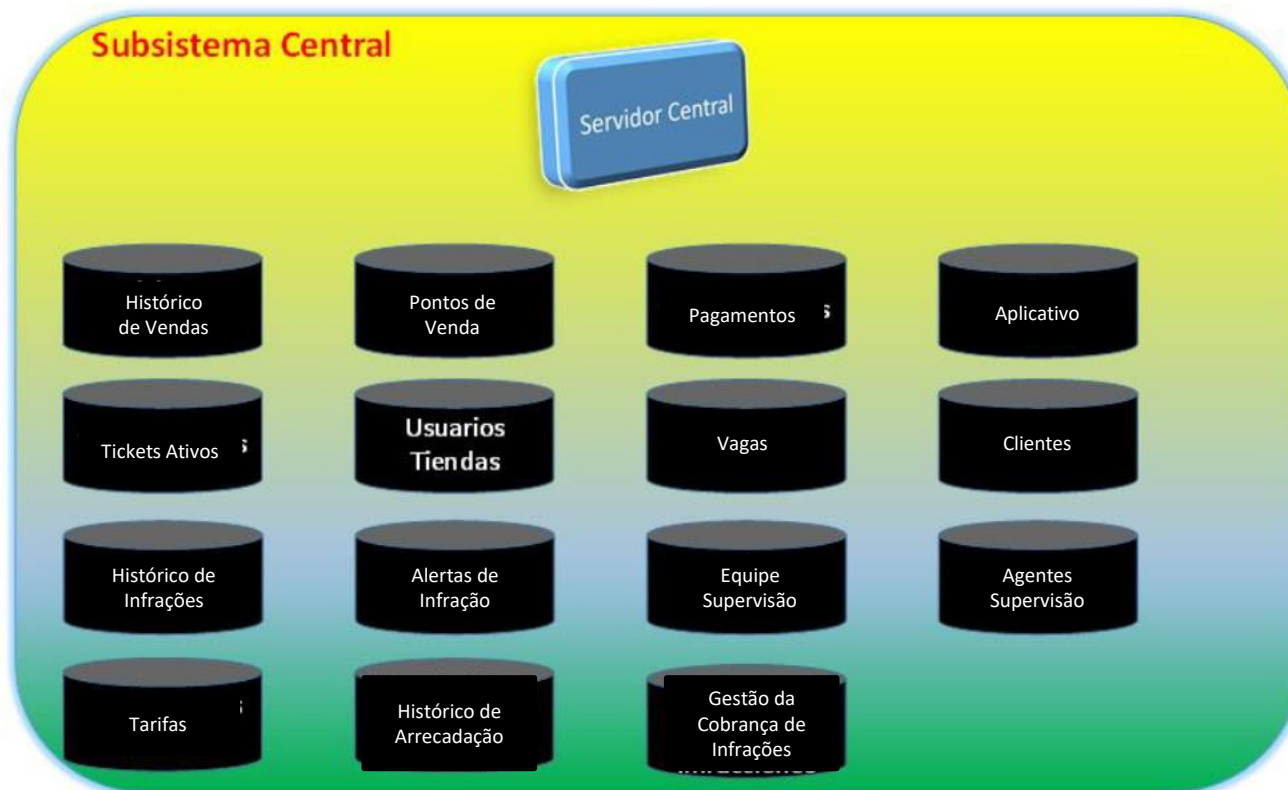 Subsistema Central
Servidor Central
Histórico
de Vendas
Pontos de
Venda
Pagamentos
Aplicativo
Tickets Ativos
Usuarios
Tiendas
Vagas
Clientes
Histórico de
Infrações
Alertas de
Infração
Equipe
Supervisão
Agentes
Supervisão
Tarifas
Histórico de
Arrecadação
Gestão da
Cobrança de
Infrações